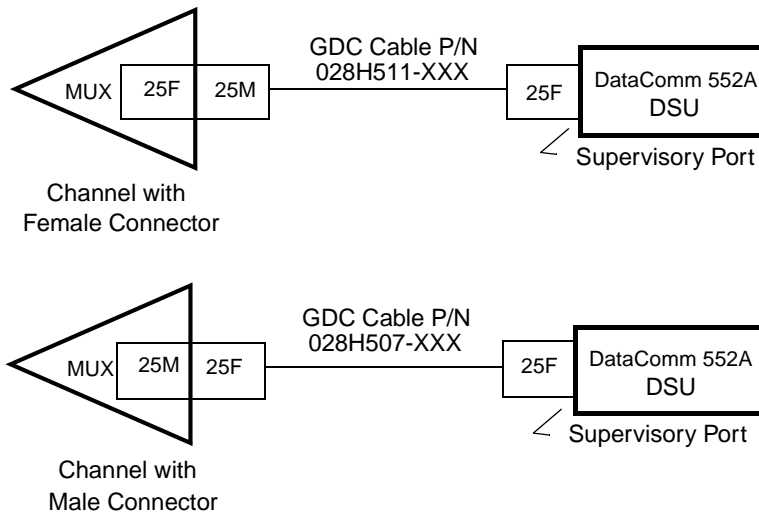 GDC Cable P/N
028H511-XXX
MUX
25F
25M
25F
DataComm 552A
DSU
Supervisory Port
Channel with
Female Connector
GDC Cable P/N
028H507-XXX
MUX
25M
25F
25F
DataComm 552A
DSU
Supervisory Port
Channel with
Male Connector